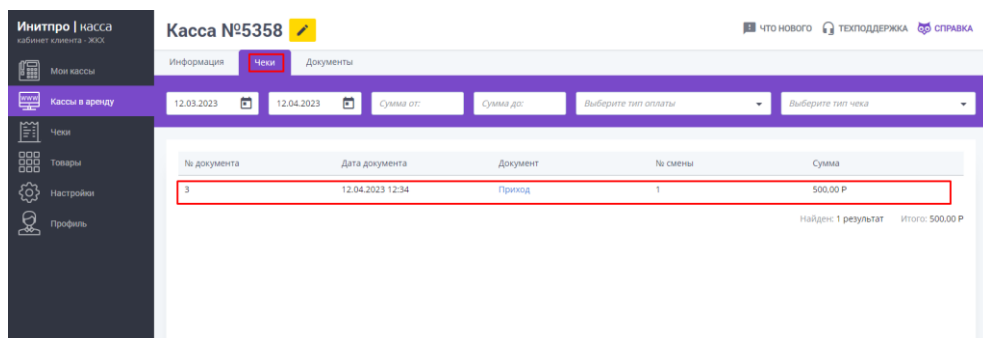 Инитпро | касса
кабинет клиента - ЖКХ
Мои кассы
Кассы в аренду
Чеки
Товары
Настройки
Профиль
Касса №5358
ЧТО НОВОГО ТЕХПОДДЕРЖКА СПРАВКА
Информация Чеки Документы
12.03.2023 12.04.2023 Сумма от: Сумма до: Выберите тип оплаты Выберите тип чека
№ документа Дата документа Документ № смены Сумма
3 12.04.2023 12:34 Приход 1 500,00 Р
Найден: 1 результат Итого: 500,00 Р